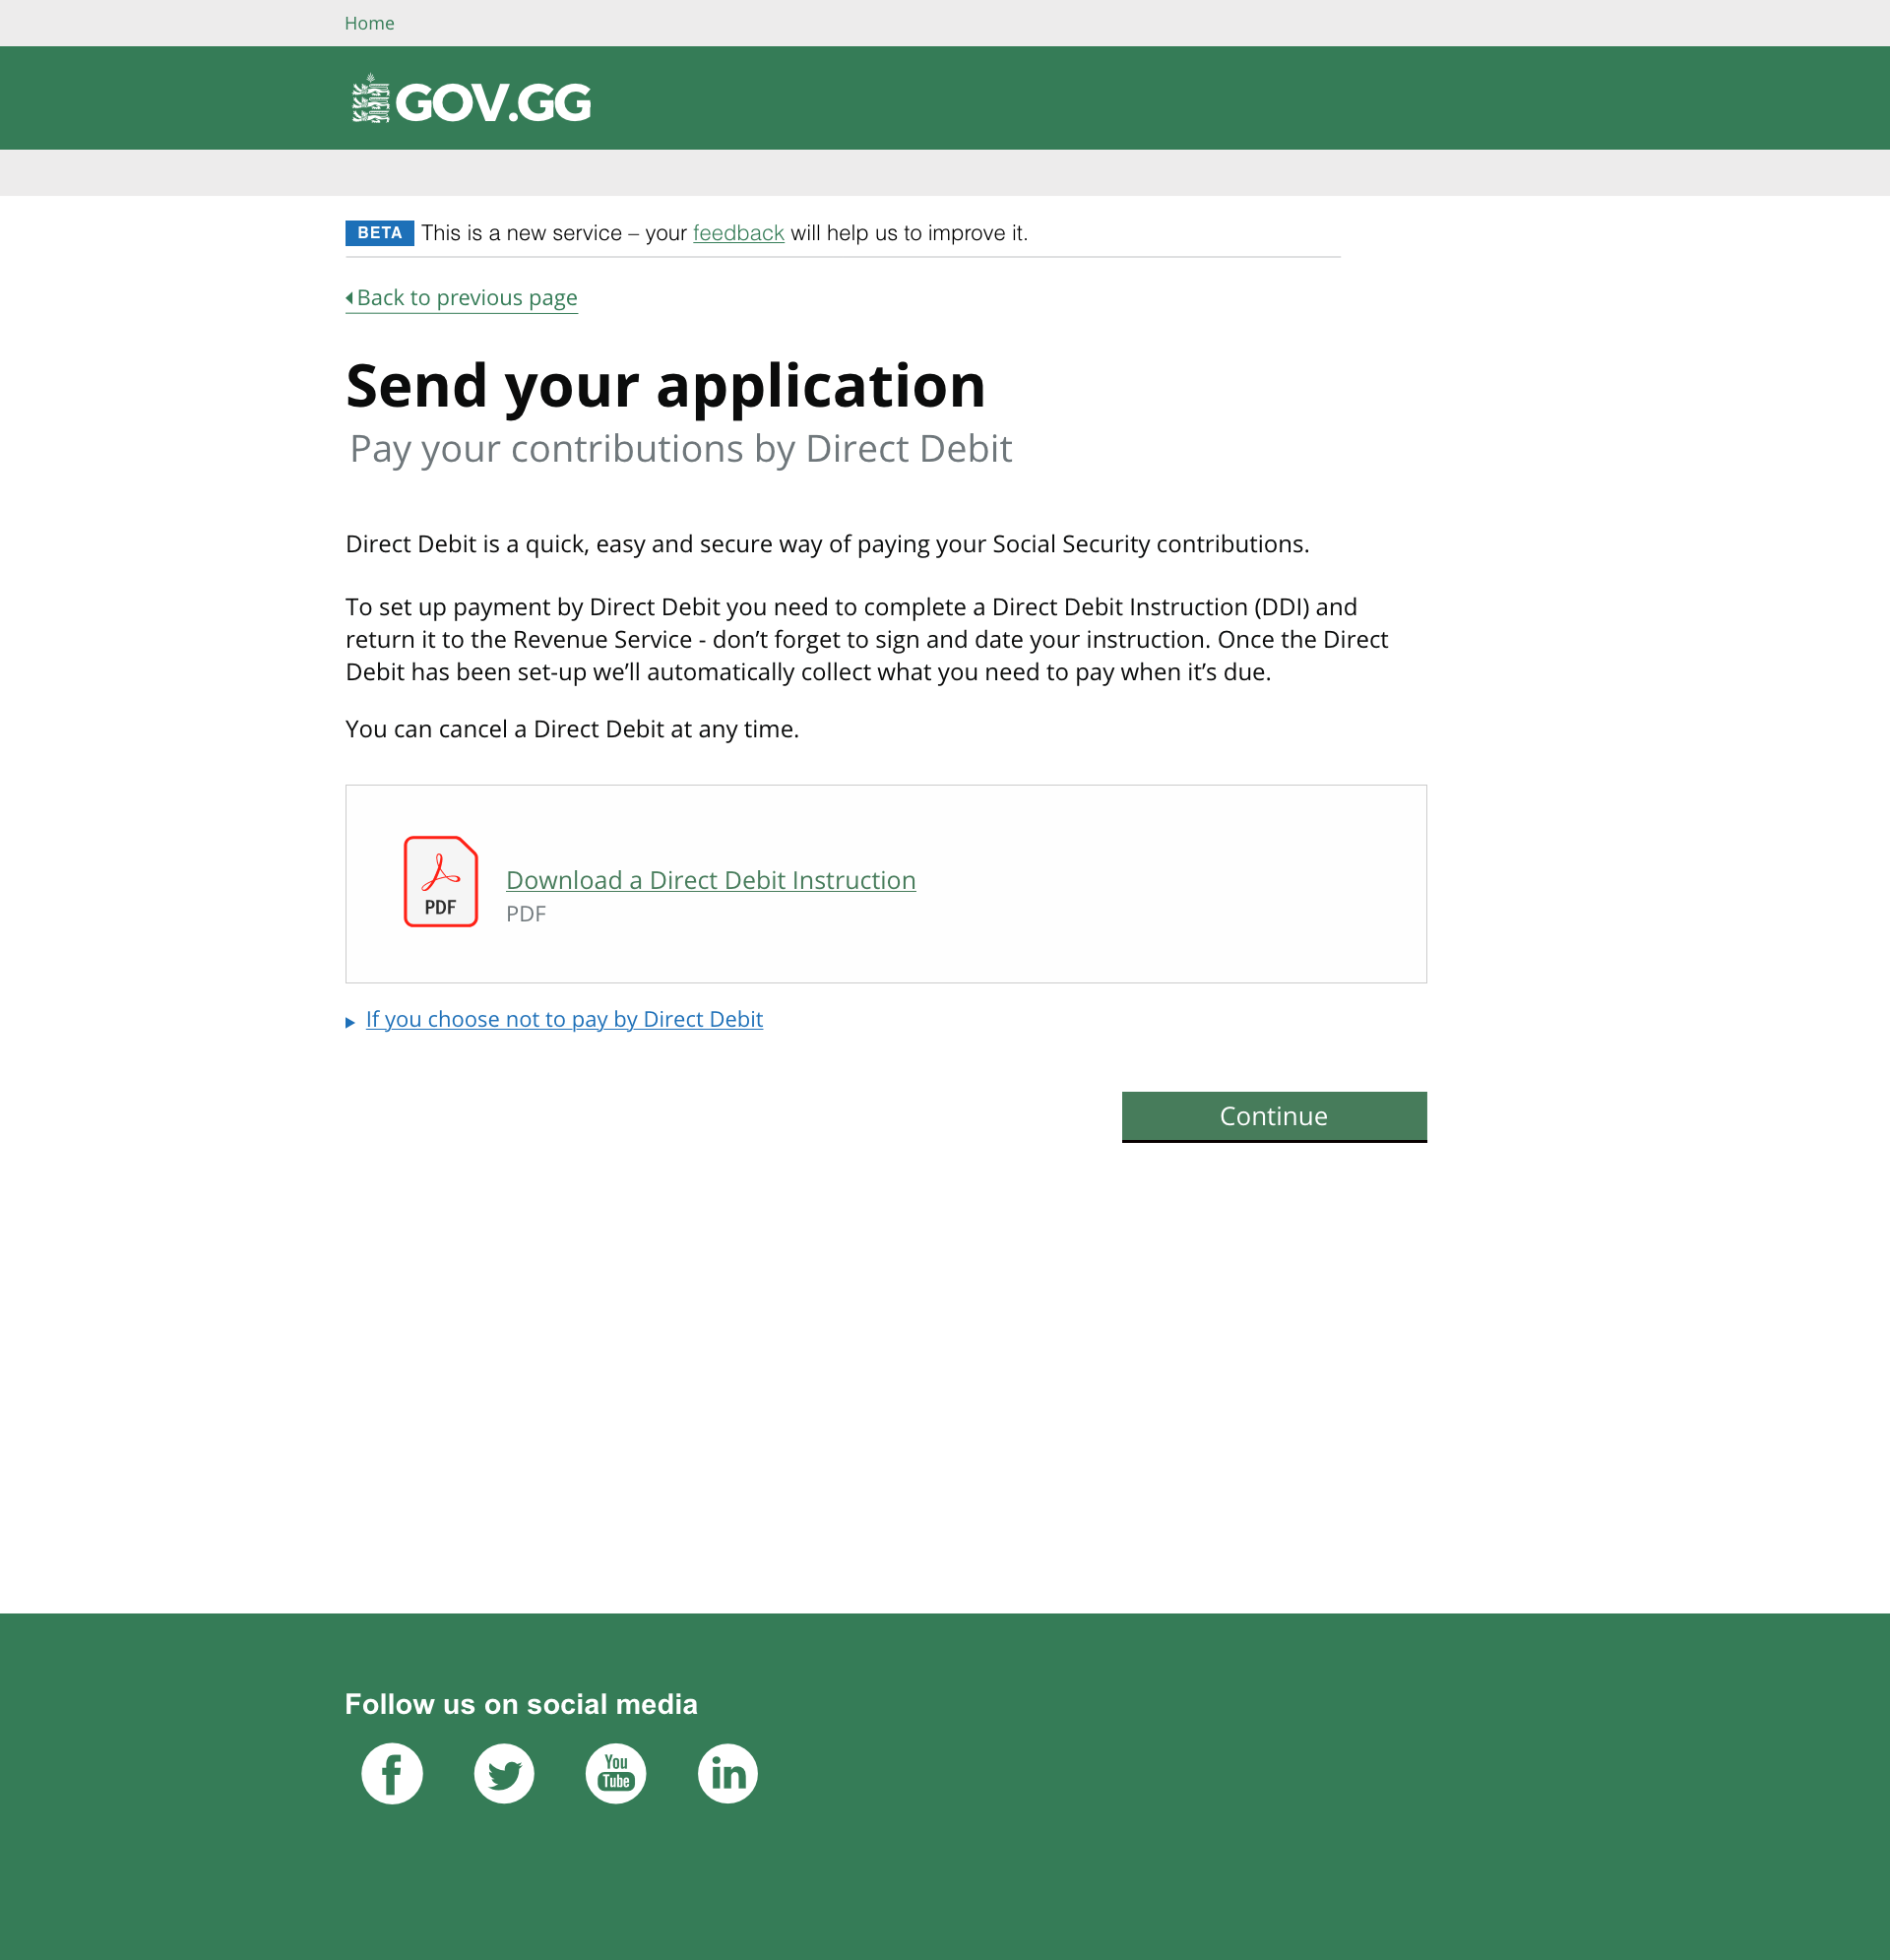 Home
GOV.GG
BETA This is a new service – your feedback will help us to improve it.
Back to previous page
Send your application
Pay your contributions by Direct Debit
Direct Debit is a quick, easy and secure way of paying your Social Security contributions.
To set up payment by Direct Debit you need to complete a Direct Debit Instruction (DDI) and
return it to the Revenue Service - don’t forget to sign and date your instruction. Once the Direct
Debit has been set-up we’ll automatically collect what you need to pay when it’s due.
You can cancel a Direct Debit at any time.
PDF
Download a Direct Debit Instruction
PDF
If you choose not to pay by Direct Debit
Continue
Follow us on social media
f
You
Tube
in